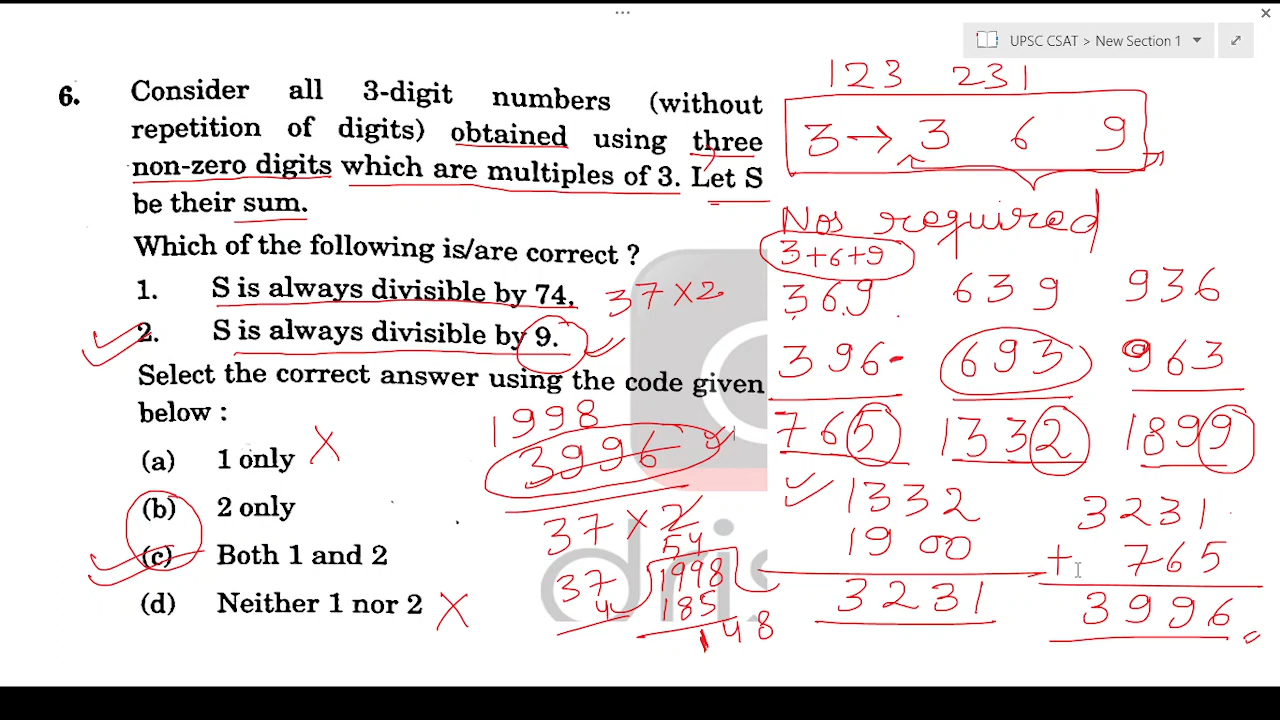 ...
UPSC CSAT > New Section 1
6. Consider all 3-digit numbers (without
repetition of digits) obtained using three
non-zero digits which are multiples of 3. Let S
be their sum.
Which of the following is/are correct ?
1. S is always divisible by 74.
2. S is always divisible by 9.
Select the correct answer using the code given
below :
(a) 1 only X
(b) 2 only
(c) Both 1 and 2
(d) Neither 1 nor 2 X
37 × 2
1998
3996
37 × 2
54
37 1998
4 185
148
123 231
3 → 3 6 9
Nos required
3+6+9
369 639 936
396 693 963
765 1332 1899
1332
1900
3231
3231
+ 765
3996
dris